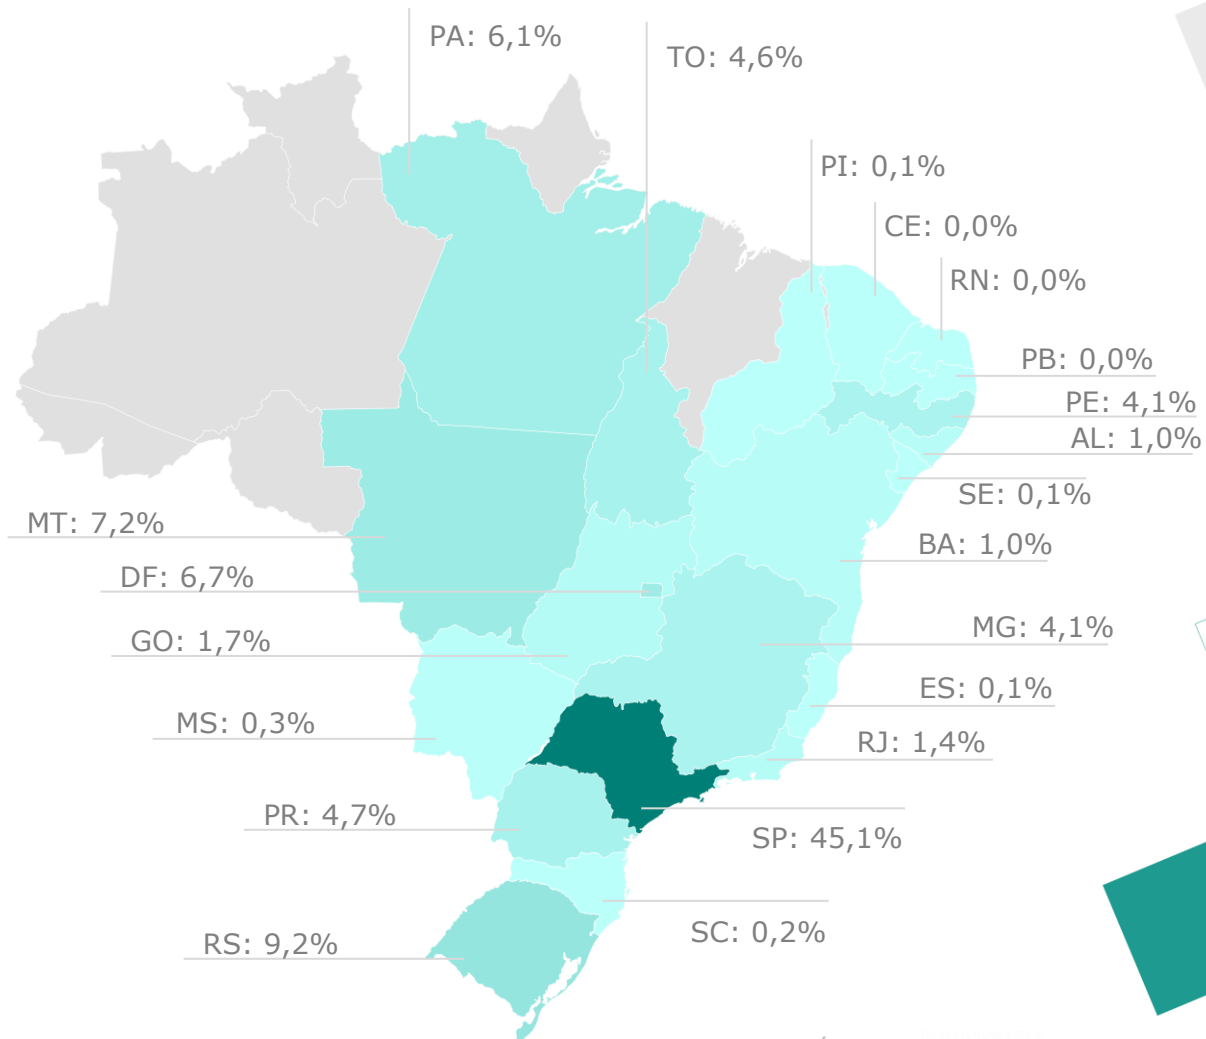 PA: 6,1%
TO: 4,6%
PI: 0,1%
CE: 0,0%
RN: 0,0%
PB: 0,0%
PE: 4,1%
AL: 1,0%
SE: 0,1%
MT: 7,2%
BA: 1,0%
DF: 6,7%
MG: 4,1%
GO: 1,7%
ES: 0,1%
MS: 0,3%
RJ: 1,4%
PR: 4,7%
SP: 45,1%
SC: 0,2%
RS: 9,2%